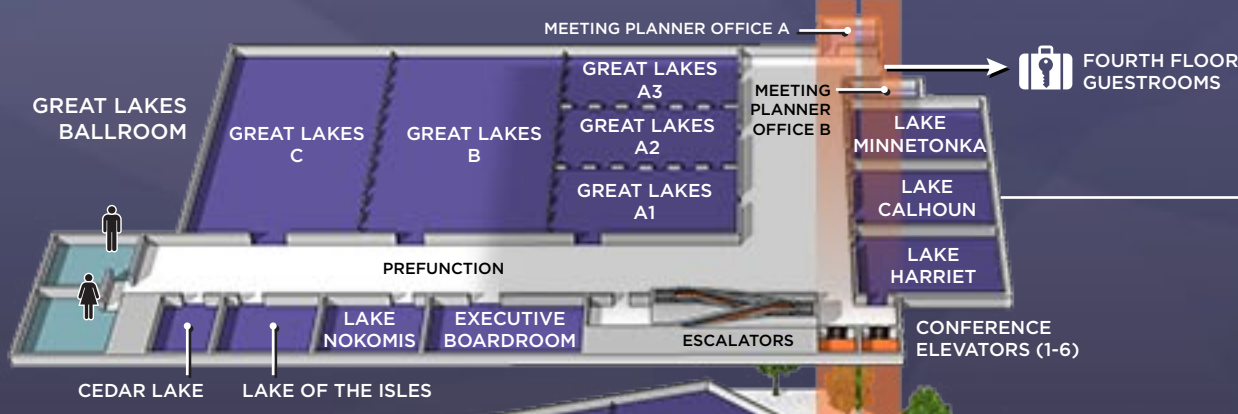 MEETING PLANNER OFFICE A
FOURTH FLOOR
GUESTROOMS
GREAT LAKES
BALLROOM
GREAT LAKES
C
GREAT LAKES
B
GREAT LAKES
A3
GREAT LAKES
A2
GREAT LAKES
A1
MEETING
PLANNER
OFFICE B
LAKE
MINNETONKA
LAKE
CALHOUN
LAKE
HARRIET
PREFUNCTION
LAKE
NOKOMIS
EXECUTIVE
BOARDROOM
ESCALATORS
CONFERENCE
ELEVATORS (1-6)
CEDAR LAKE
LAKE OF THE ISLES